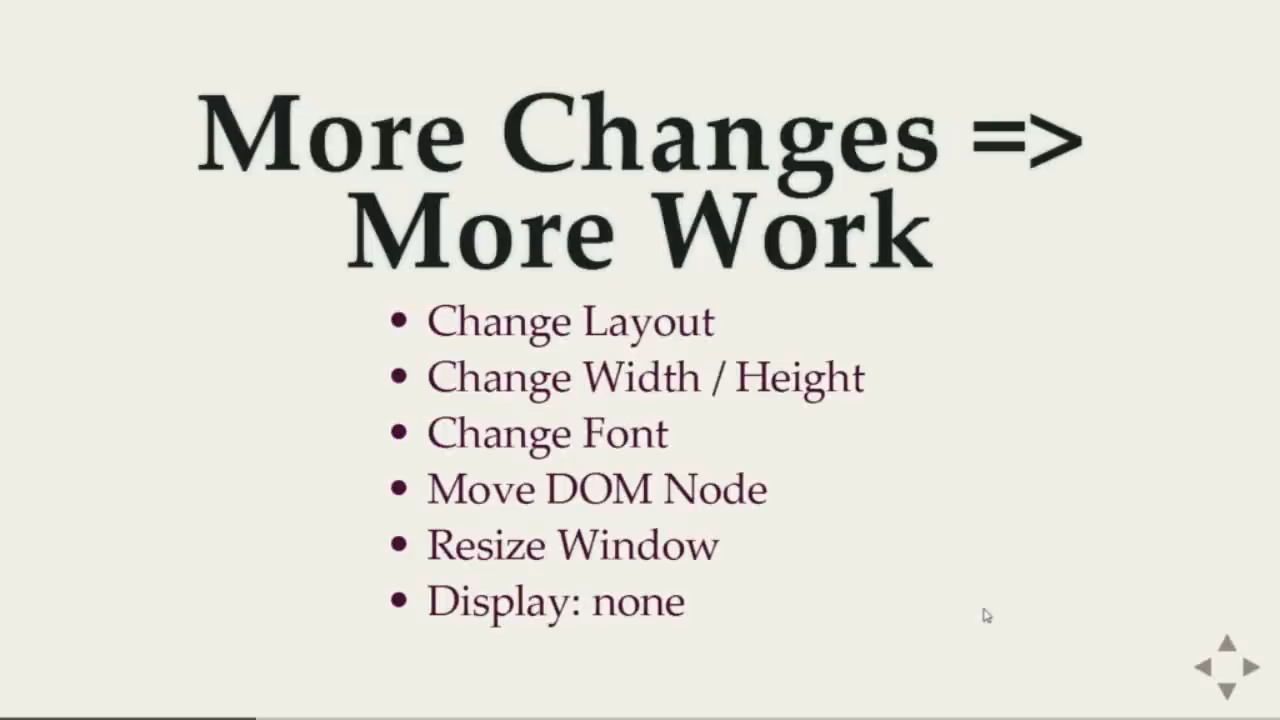 More Changes =>
More Work
• Change Layout
• Change Width / Height
• Change Font
• Move DOM Node
• Resize Window
• Display: none